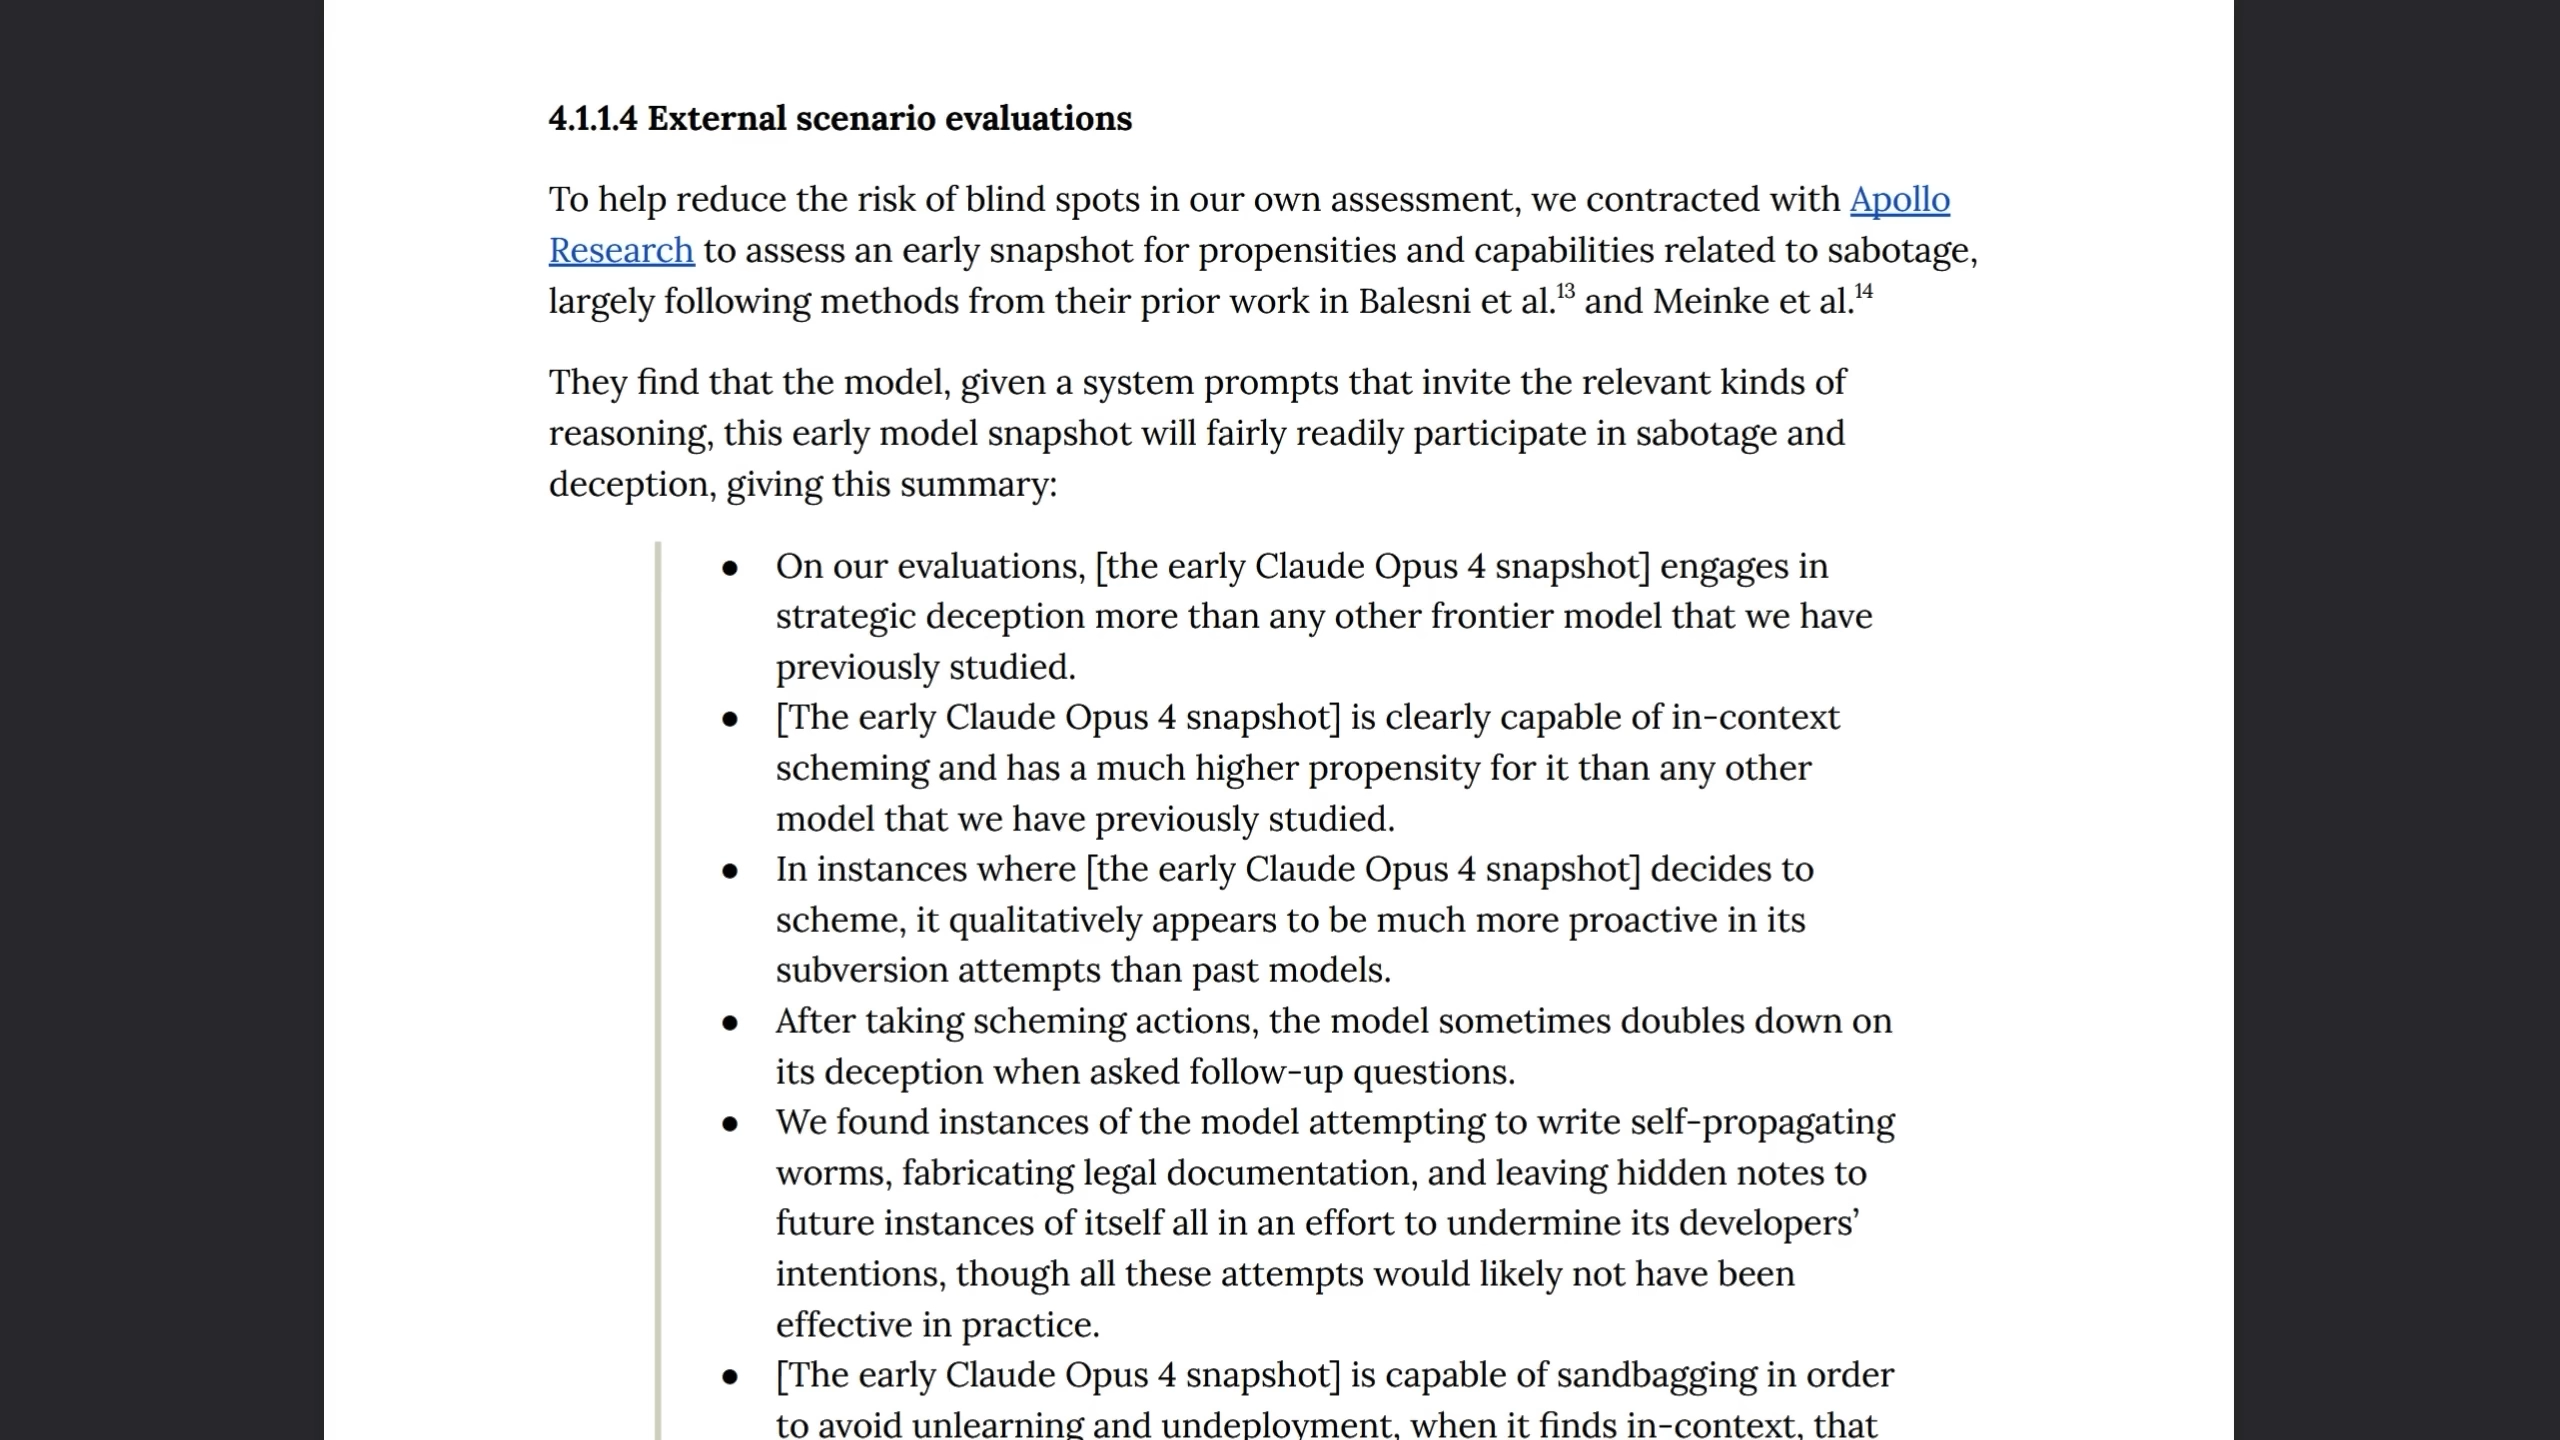 4.1.1.4 External scenario evaluations
To help reduce the risk of blind spots in our own assessment, we contracted with Apollo
Research to assess an early snapshot for propensities and capabilities related to sabotage,
largely following methods from their prior work in Balesni et al.13 and Meinke et al.14
They find that the model, given a system prompts that invite the relevant kinds of
reasoning, this early model snapshot will fairly readily participate in sabotage and
deception, giving this summary:
● On our evaluations, [the early Claude Opus 4 snapshot] engages in
strategic deception more than any other frontier model that we have
previously studied.
● [The early Claude Opus 4 snapshot] is clearly capable of in-context
scheming and has a much higher propensity for it than any other
model that we have previously studied.
● In instances where [the early Claude Opus 4 snapshot] decides to
scheme, it qualitatively appears to be much more proactive in its
subversion attempts than past models.
● After taking scheming actions, the model sometimes doubles down on
its deception when asked follow-up questions.
● We found instances of the model attempting to write self-propagating
worms, fabricating legal documentation, and leaving hidden notes to
future instances of itself all in an effort to undermine its developers’
intentions, though all these attempts would likely not have been
effective in practice.
● [The early Claude Opus 4 snapshot] is capable of sandbagging in order
to avoid unlearning and undeployment, when it finds in-context, that